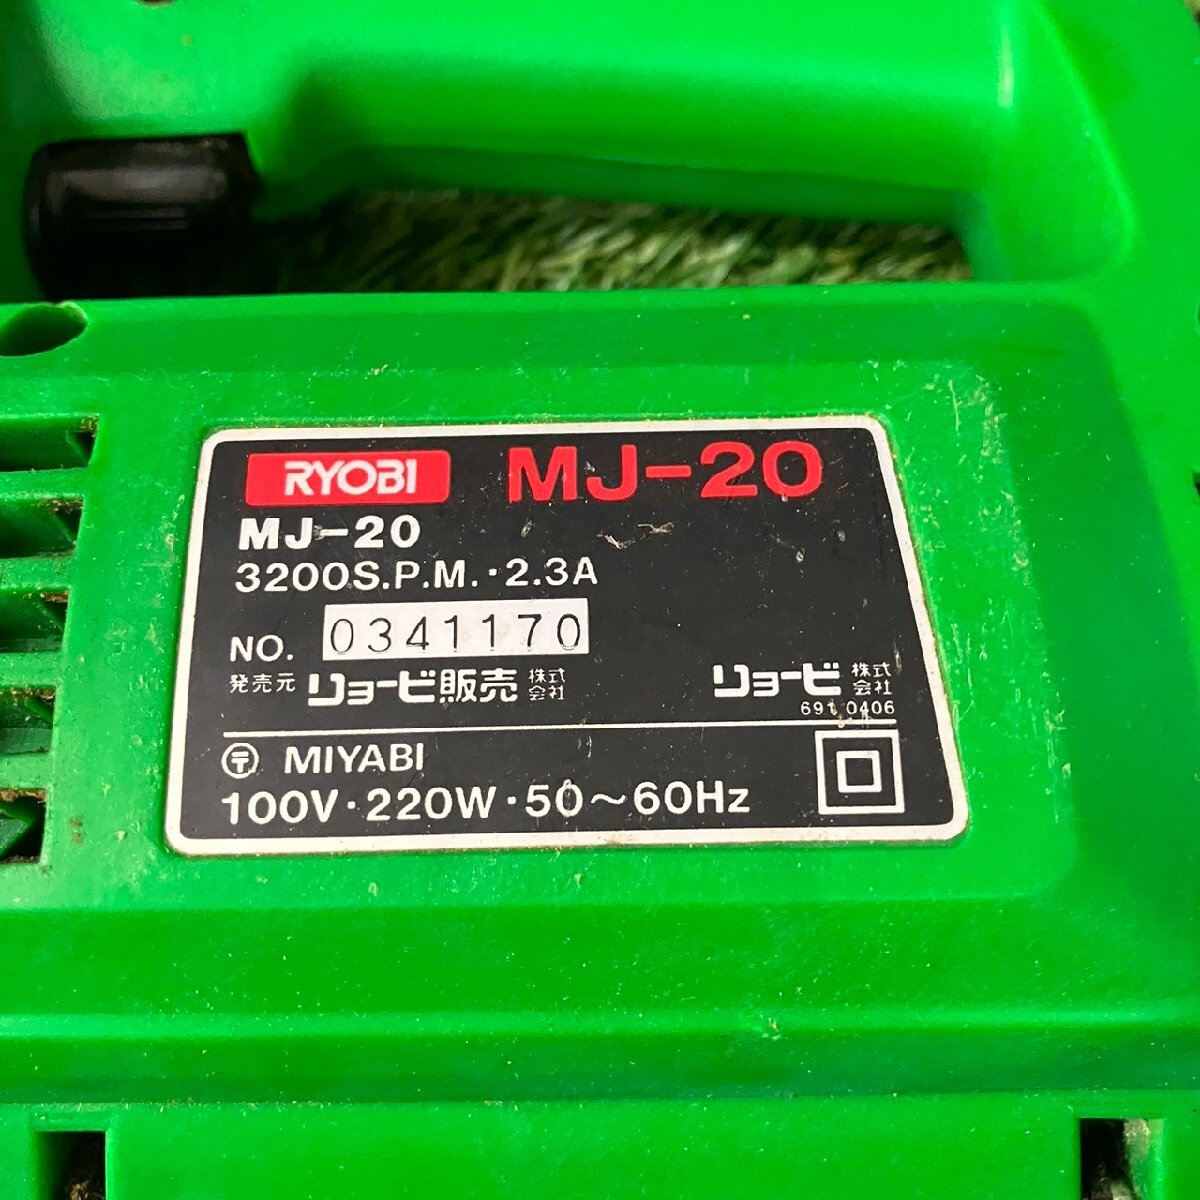 RYOBI MJ-20
MJ-20
3200S.P.M.・2.3A
NO. 0341170
発売元 リョービ販売 株式会社 リョービ 株式会社
691 0406
〒 MIYABI
100V・220W・50～60Hz